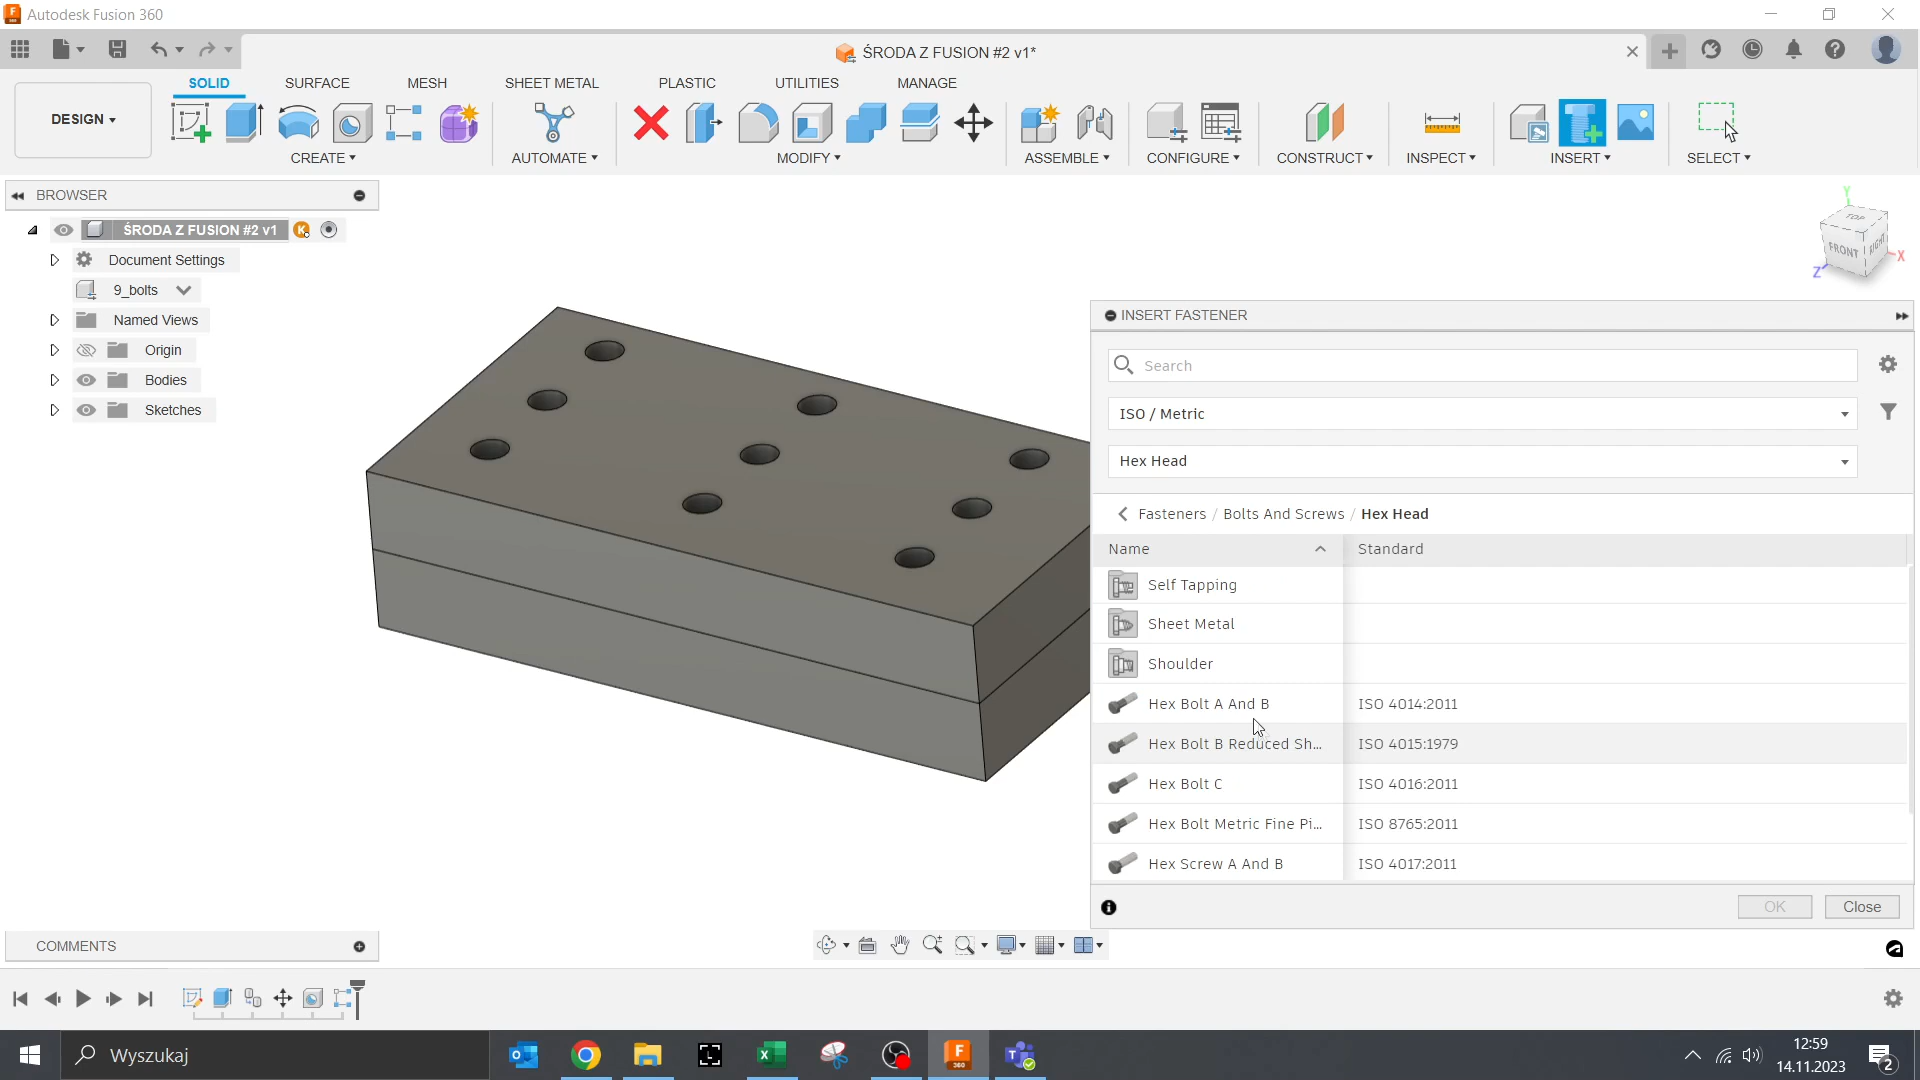 Autodesk Fusion 360
ŚRODA Z FUSION #2 v1*
DESIGN
SOLID SURFACE MESH SHEET METAL PLASTIC UTILITIES MANAGE
CREATE AUTOMATE MODIFY ASSEMBLE CONFIGURE CONSTRUCT INSPECT INSERT SELECT
BROWSER
ŚRODA Z FUSION #2 v1
Document Settings
9_bolts
Named Views
Origin
Bodies
Sketches
Y
TOP
FRONT RIGHT
X
Z
INSERT FASTENER
Search
ISO / Metric
Hex Head
Fasteners / Bolts And Screws / Hex Head
Name Standard
Self Tapping
Sheet Metal
Shoulder
Hex Bolt A And B ISO 4014:2011
Hex Bolt B Reduced Sh... ISO 4015:1979
Hex Bolt C ISO 4016:2011
Hex Bolt Metric Fine Pi... ISO 8765:2011
Hex Screw A And B ISO 4017:2011
OK Close
COMMENTS
Wyszukaj
12:59
14.11.2023
2